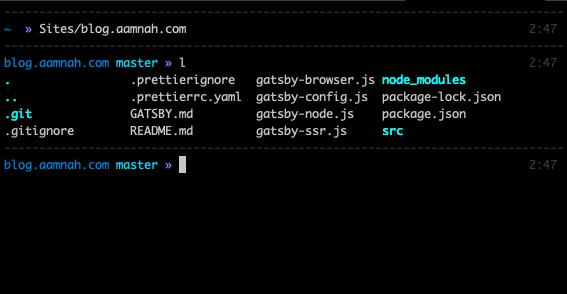 ~ » Sites/blog.aamnah.com 2:47
blog.aamnah.com master » l 2:47
. .prettierignore gatsby-browser.js node_modules
.. .prettierrc.yaml gatsby-config.js package-lock.json
.git GATSBY.md gatsby-node.js package.json
.gitignore README.md gatsby-ssr.js src
blog.aamnah.com master » 2:47